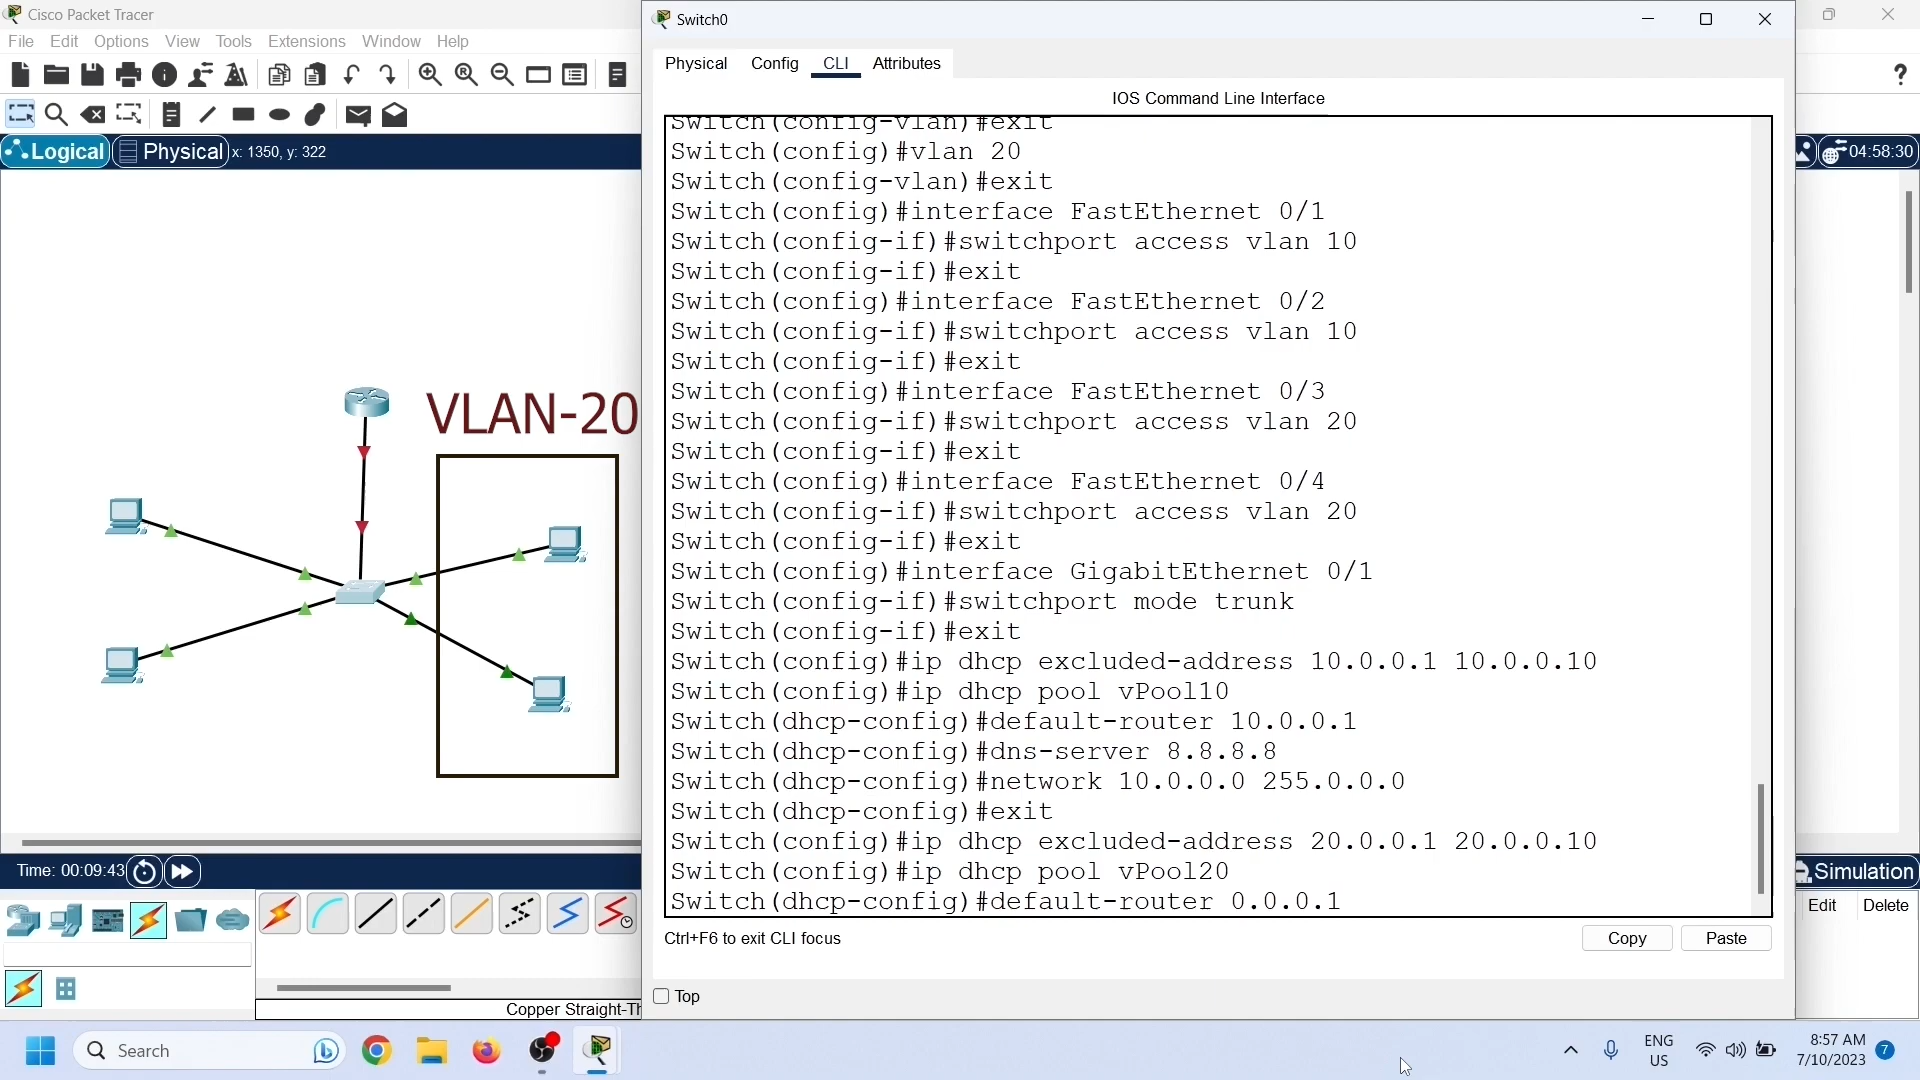 Cisco Packet Tracer
File Edit Options View Tools Extensions Window Help
Logical Physical x: 1350, y: 322
VLAN-20
Time: 00:09:43
Copper Straight-Th
Switch0
Physical Config CLI Attributes
IOS Command Line Interface
Switch(config-vlan)#exit
Switch(config)#vlan 20
Switch(config-vlan)#exit
Switch(config)#interface FastEthernet 0/1
Switch(config-if)#switchport access vlan 10
Switch(config-if)#exit
Switch(config)#interface FastEthernet 0/2
Switch(config-if)#switchport access vlan 10
Switch(config-if)#exit
Switch(config)#interface FastEthernet 0/3
Switch(config-if)#switchport access vlan 20
Switch(config-if)#exit
Switch(config)#interface FastEthernet 0/4
Switch(config-if)#switchport access vlan 20
Switch(config-if)#exit
Switch(config)#interface GigabitEthernet 0/1
Switch(config-if)#switchport mode trunk
Switch(config-if)#exit
Switch(config)#ip dhcp excluded-address 10.0.0.1 10.0.0.10
Switch(config)#ip dhcp pool vPool10
Switch(dhcp-config)#default-router 10.0.0.1
Switch(dhcp-config)#dns-server 8.8.8.8
Switch(dhcp-config)#network 10.0.0.0 255.0.0.0
Switch(dhcp-config)#exit
Switch(config)#ip dhcp excluded-address 20.0.0.1 20.0.0.10
Switch(config)#ip dhcp pool vPool20
Switch(dhcp-config)#default-router 0.0.0.1
Ctrl+F6 to exit CLI focus
Copy Paste
Top
?
04:58:30
Simulation
Edit Delete
Search
ENG
US
8:57 AM
7/10/2023
7